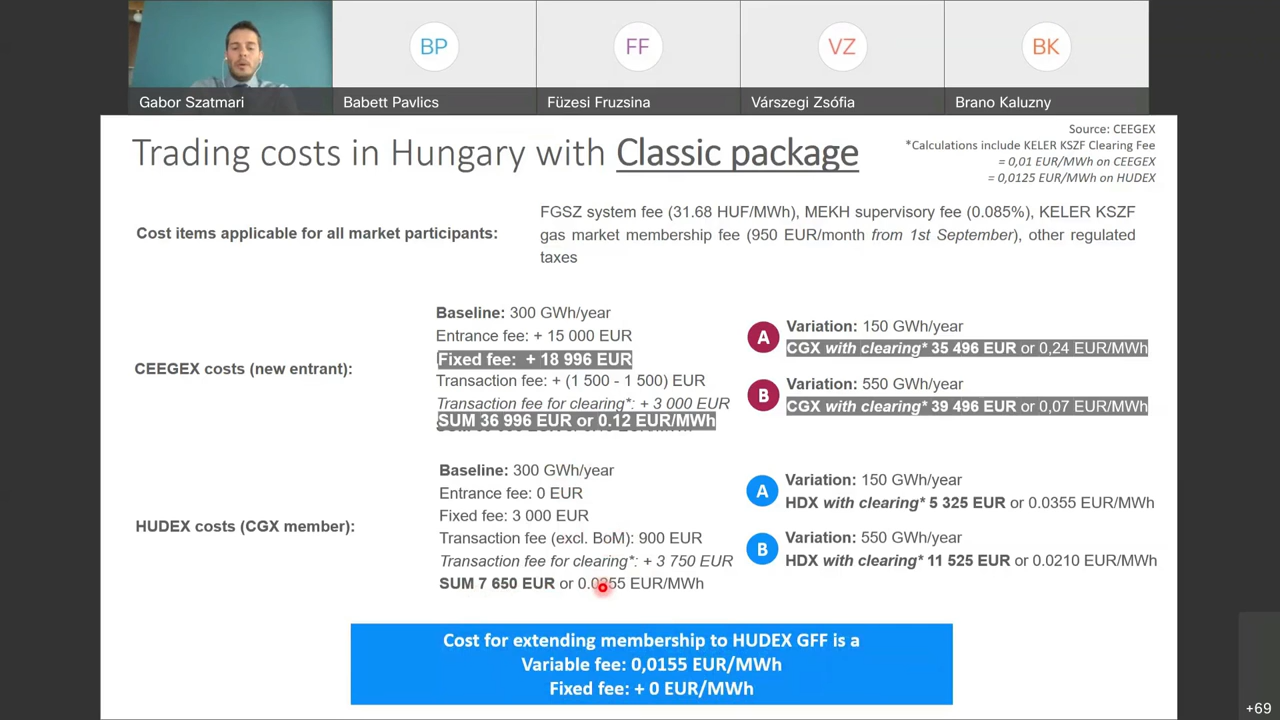 BP
FF
VZ
BK
Gabor Szatmari
Babett Pavlics
Füzesi Fruzsina
Várszegi Zsófia
Brano Kaluzny
Trading costs in Hungary with Classic package
Source: CEEGEX
*Calculations include KELER KSZF Clearing Fee
= 0,01 EUR/MWh on CEEGEX
= 0,0125 EUR/MWh on HUDEX
Cost items applicable for all market participants:
FGSZ system fee (31.68 HUF/MWh), MEKH supervisory fee (0.085%), KELER KSZF
gas market membership fee (950 EUR/month from 1st September), other regulated
taxes
CEEGEX costs (new entrant):
Baseline: 300 GWh/year
Entrance fee: + 15 000 EUR
Fixed fee: + 18 996 EUR
Transaction fee: + (1 500 - 1 500) EUR
Transaction fee for clearing*: + 3 000 EUR
SUM 36 996 EUR or 0.12 EUR/MWh
A
Variation: 150 GWh/year
CGX with clearing* 35 496 EUR or 0,24 EUR/MWh
B
Variation: 550 GWh/year
CGX with clearing* 39 496 EUR or 0,07 EUR/MWh
HUDEX costs (CGX member):
Baseline: 300 GWh/year
Entrance fee: 0 EUR
Fixed fee: 3 000 EUR
Transaction fee (excl. BoM): 900 EUR
Transaction fee for clearing*: + 3 750 EUR
SUM 7 650 EUR or EUR/MWh
A
Variation: 150 GWh/year
HDX with clearing* 5 325 EUR or 0.0355 EUR/MWh
B
Variation: 550 GWh/year
HDX with clearing* 11 525 EUR or 0.0210 EUR/MWh
Cost for extending membership to HUDEX GFF is a
Variable fee: 0,0155 EUR/MWh
Fixed fee: + 0 EUR/MWh
+69